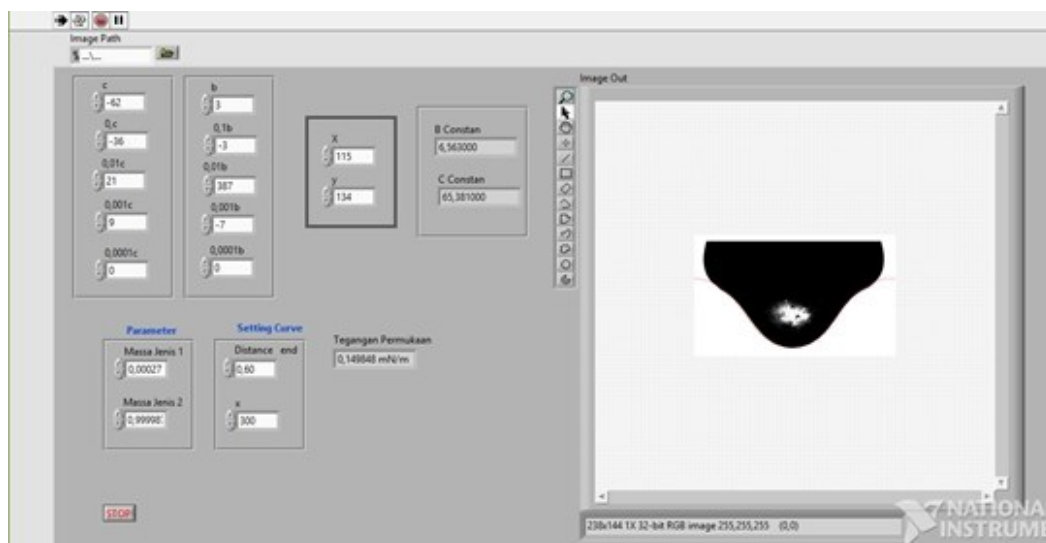 Image Path
c
-62
0,c
-36
0,01c
21
0,001c
9
0,0001c
0
b
3
0,1b
-3
0,01b
387
0,001b
-7
0,0001b
0
X
115
y
134
B Constan
6,563000
C Constan
65,381000
Parameter
Massa Jenis 1
0,00027
Massa Jenis 2
0,99998
Setting Curve
Distance end
0,60
x
300
Tegangan Permukaan
0,149848 mN/m
STOP
Image Out
238x144 1X 32-bit RGB image 255,255,255 (0,0)
NATIONA
INSTRUME